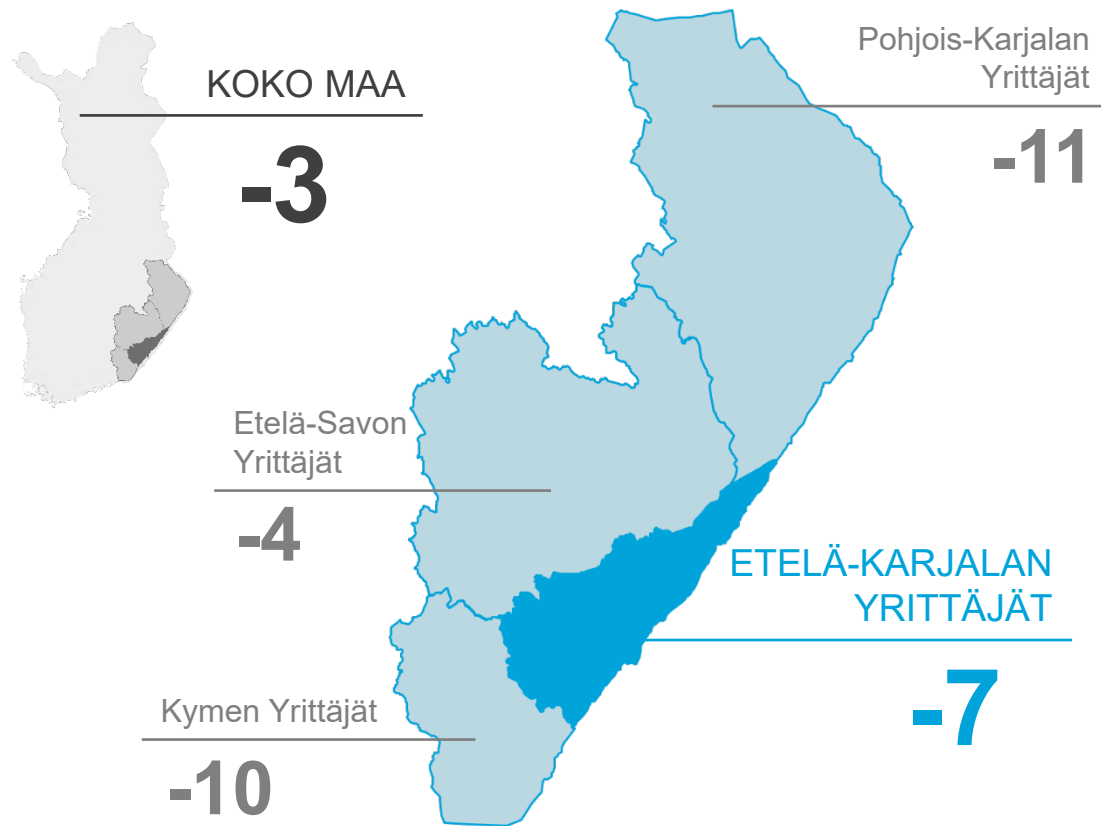 KOKO MAA
-3
Pohjois-Karjalan
Yrittäjät
-11
Etelä-Savon
Yrittäjät
-4
ETELÄ-KARJALAN
YRITTÄJÄT
-7
Kymen Yrittäjät
-10